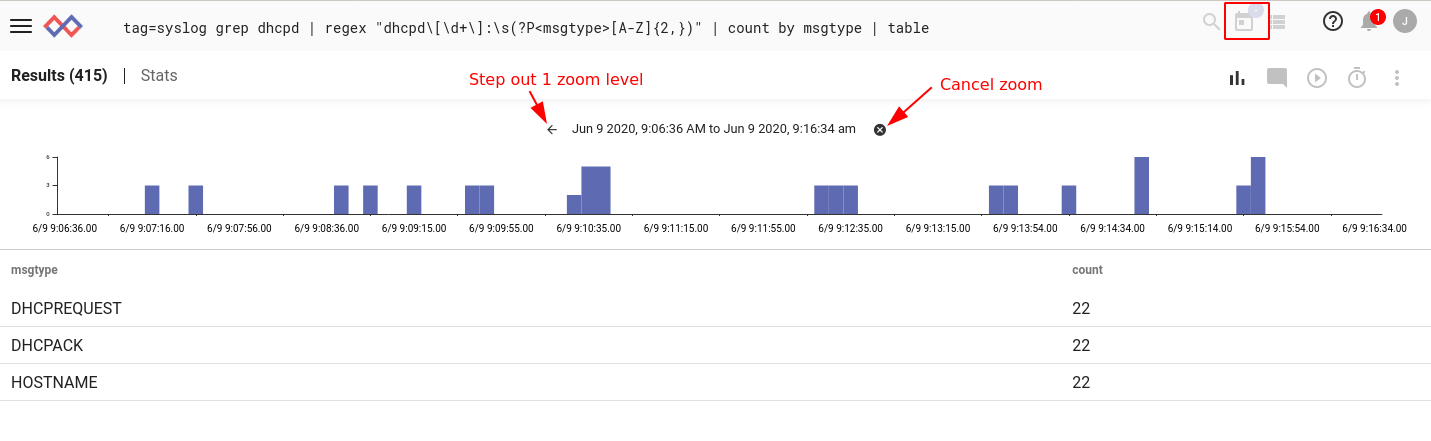 tag=syslog grep dhcpd | regex "dhcpd\[\d+\]:\s(?P<msgtype>[A-Z]{2,})" | count by msgtype | table
1
J
Results (415) | Stats
Step out 1 zoom level
Cancel zoom
Jun 9 2020, 9:06:36 AM to Jun 9 2020, 9:16:34 am
6
3
0
6/9 9:06:36.00 6/9 9:07:16.00 6/9 9:07:56.00 6/9 9:08:36.00 6/9 9:09:15.00 6/9 9:09:55.00 6/9 9:10:35.00 6/9 9:11:15.00 6/9 9:11:55.00 6/9 9:12:35.00 6/9 9:13:15.00 6/9 9:13:54.00 6/9 9:14:34.00 6/9 9:15:14.00 6/9 9:15:54.00 6/9 9:16:34.00
msgtype count
DHCPREQUEST 22
DHCPACK 22
HOSTNAME 22